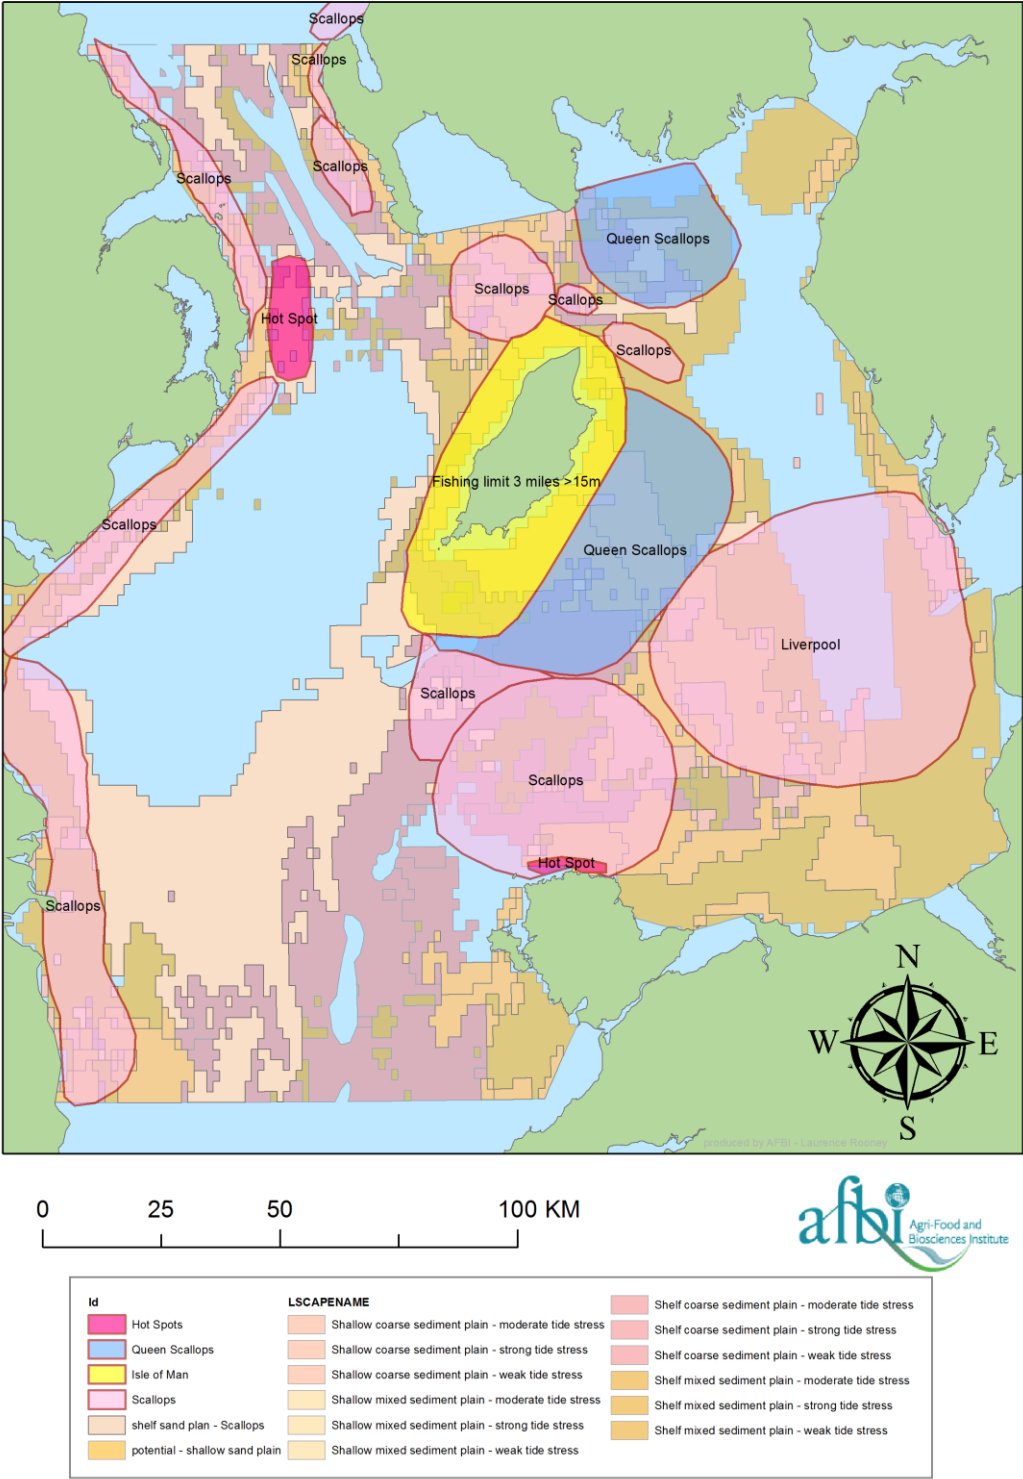 Scallops
Scallops
Scallops
Scallops
Queen Scallops
Scallops
Scallops
Hot Spot
Scallops
Fishing limit 3 miles >15m
Scallops
Queen Scallops
Liverpool
Scallops
Scallops
Hot Spot
Scallops
N
W
E
S
produced by AFBI - Laurence Rooney
0 25 50 100 KM
afbi
Agri-Food and
Biosciences Institute
Id
Hot Spots
Queen Scallops
Isle of Man
Scallops
shelf sand plan - Scallops
potential - shallow sand plain
LSCAPENAME
Shallow coarse sediment plain - moderate tide stress
Shallow coarse sediment plain - strong tide stress
Shallow coarse sediment plain - weak tide stress
Shallow mixed sediment plain - moderate tide stress
Shallow mixed sediment plain - strong tide stress
Shallow mixed sediment plain - weak tide stress
Shelf coarse sediment plain - moderate tide stress
Shelf coarse sediment plain - strong tide stress
Shelf coarse sediment plain - weak tide stress
Shelf mixed sediment plain - moderate tide stress
Shelf mixed sediment plain - strong tide stress
Shelf mixed sediment plain - weak tide stress